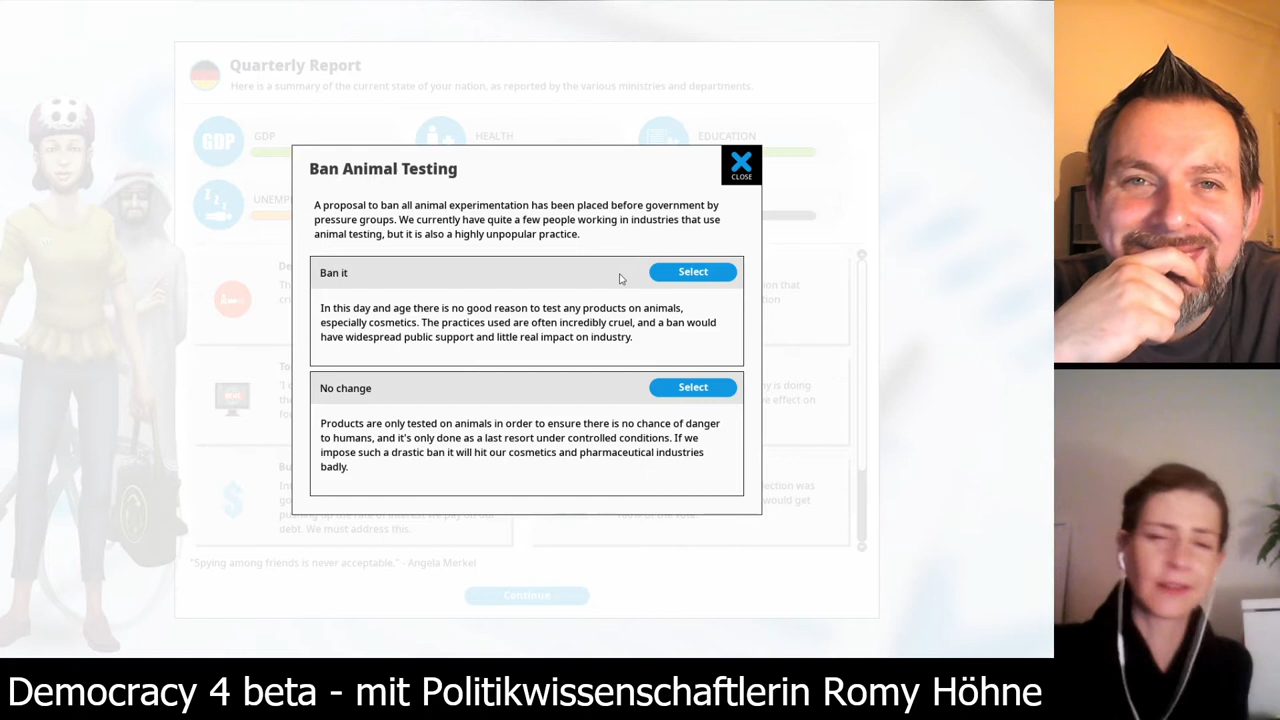 Quarterly Report
Here is a summary of the current state of your nation, as reported by the various ministries and departments.
GDP
GDP
HEALTH
EDUCATION
Ban Animal Testing
CLOSE
A proposal to ban all animal experimentation has been placed before government by
pressure groups. We currently have quite a few people working in industries that use
animal testing, but it is also a highly unpopular practice.
Ban it
Select
In this day and age there is no good reason to test any products on animals,
especially cosmetics. The practices used are often incredibly cruel, and a ban would
have widespread public support and little real impact on industry.
No change
Select
Products are only tested on animals in order to ensure there is no chance of danger
to humans, and it's only done as a last resort under controlled conditions. If we
impose such a drastic ban it will hit our cosmetics and pharmaceutical industries
badly.
debt. We must address this.
"Spying among friends is never acceptable." - Angela Merkel
Continue
Democracy 4 beta - mit Politikwissenschaftlerin Romy Höhne